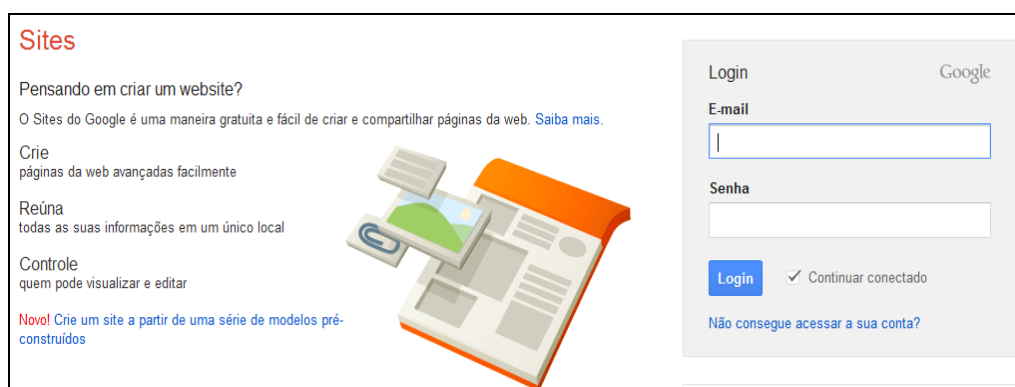 Sites
Pensando em criar um website?
O Sites do Google é uma maneira gratuita e fácil de criar e compartilhar páginas da web. Saiba mais.
Crie
páginas da web avançadas facilmente
Reúna
todas as suas informações em um único local
Controle
quem pode visualizar e editar
Novo! Crie um site a partir de uma série de modelos pré-
construídos
Login Google
E-mail
Senha
Login Continuar conectado
Não consegue acessar a sua conta?